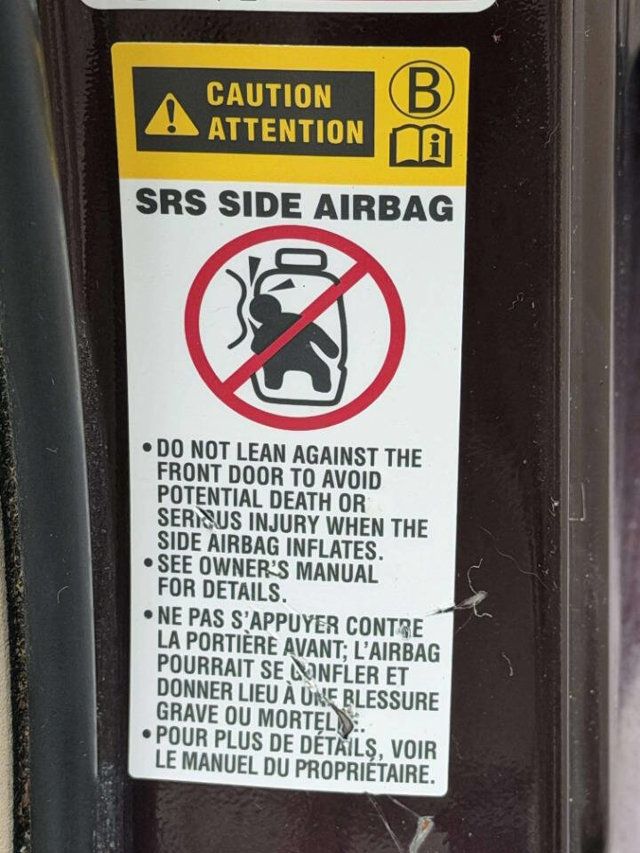 CAUTION
ATTENTION
B
i
SRS SIDE AIRBAG
• DO NOT LEAN AGAINST THE
FRONT DOOR TO AVOID
POTENTIAL DEATH OR
SERIOUS INJURY WHEN THE
SIDE AIRBAG INFLATES.
• SEE OWNER'S MANUAL
FOR DETAILS.
• NE PAS S'APPUYER CONTRE
LA PORTIÈRE AVANT; L'AIRBAG
POURRAIT SE GONFLER ET
DONNER LIEU À UNE BLESSURE
GRAVE OU MORTELLE.
• POUR PLUS DE DÉTAILS, VOIR
LE MANUEL DU PROPRIÉTAIRE.